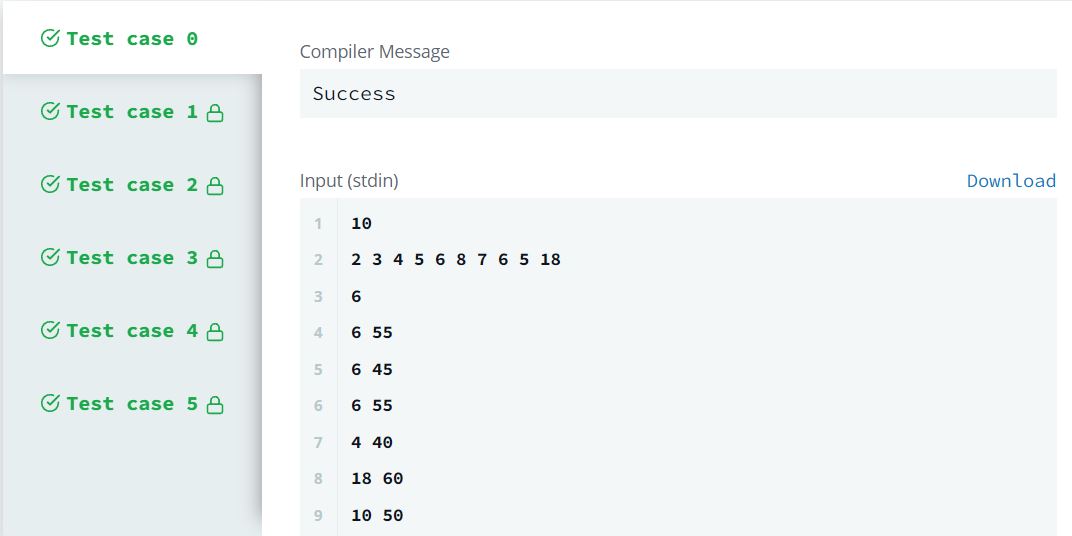 Test case 0
Test case 1
Test case 2
Test case 3
Test case 4
Test case 5
Compiler Message
Success
Input (stdin) Download
1 10
2 2 3 4 5 6 8 7 6 5 18
3 6
4 6 55
5 6 45
6 6 55
7 4 40
8 18 60
9 10 50